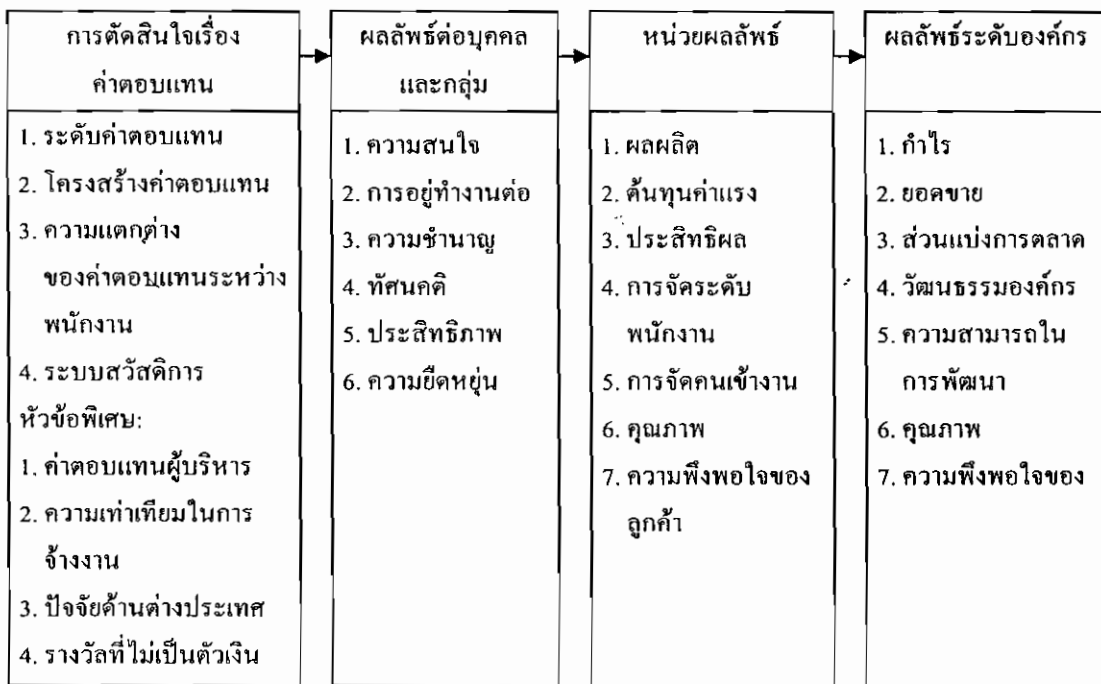 การตัดสินใจเรื่อง
ค่าตอบแทน
1. ระดับค่าตอบแทน
2. โครงสร้างค่าตอบแทน
3. ความแตกต่าง
ของค่าตอบแทนระหว่าง
พนักงาน
4. ระบบสวัสดิการ
หัวข้อพิเศษ:
1. ค่าตอบแทนผู้บริหาร
2. ความเท่าเทียมในการ
จ้างงาน
3. ปัจจัยด้านต่างประเทศ
4. รางวัลที่ไม่เป็นตัวเงิน
ผลลัพธ์ต่อบุคคล
และกลุ่ม
1. ความสนใจ
2. การอยู่ทำงานต่อ
3. ความชำนาญ
4. ทัศนคติ
5. ประสิทธิภาพ
6. ความยืดหยุ่น
หน่วยผลลัพธ์
1. ผลผลิต
2. ต้นทุนค่าแรง
3. ประสิทธิผล
4. การจัดระดับ
พนักงาน
5. การจัดคนเข้างาน
6. คุณภาพ
7. ความพึงพอใจของ
ลูกค้า
ผลลัพธ์ระดับองค์กร
1. กำไร
2. ยอดขาย
3. ส่วนแบ่งการตลาด
4. วัฒนธรรมองค์กร
5. ความสามารถใน
การพัฒนา
6. คุณภาพ
7. ความพึงพอใจของ